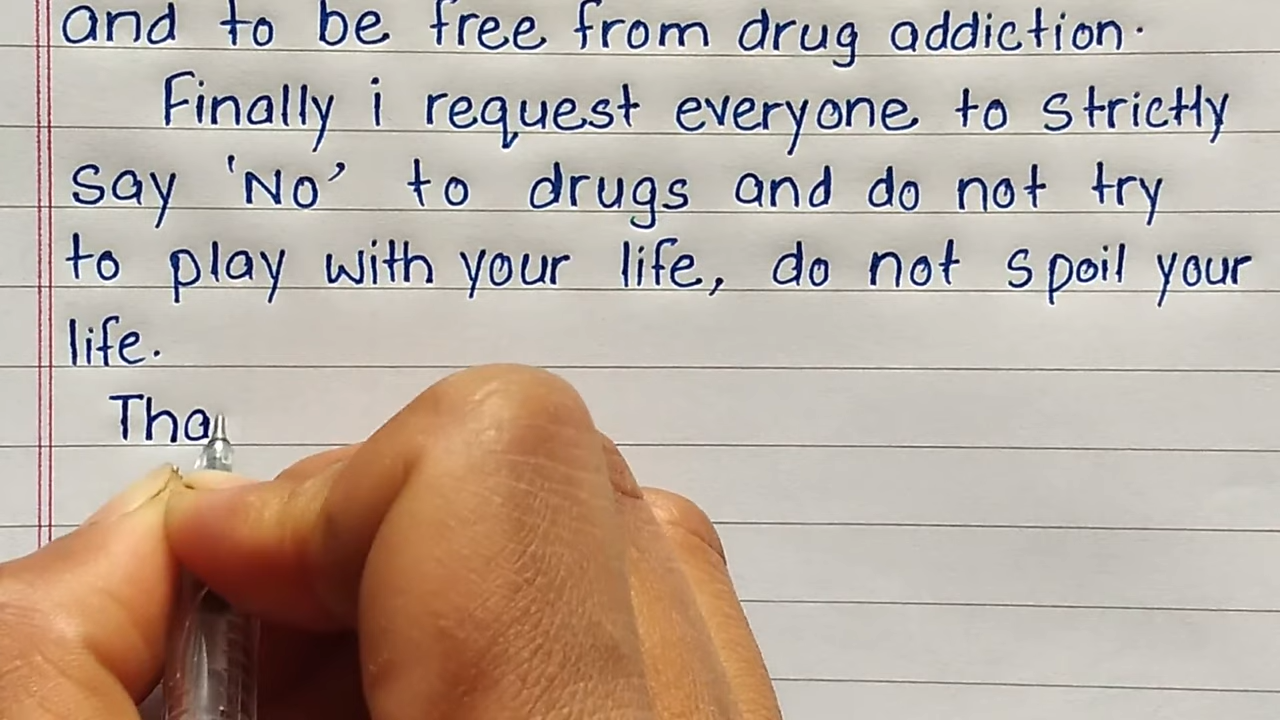 and to be free from drug addiction.
Finally i request everyone to strictly
say 'No' to drugs and do not try
to play with your life, do not spoil your
life.
Tha